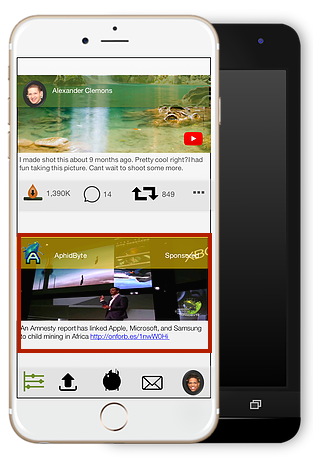 Alexander Clemons
I made shot this about 9 months ago. Pretty cool right?I had
fun taking this picture. Cant wait to shoot some more.
1,390K 14 849
AphidByte Sponsored
An Amnesty report has linked Apple, Microsoft, and Samsung
to child mining in Africa http://onforb.es/1nwW0Hi